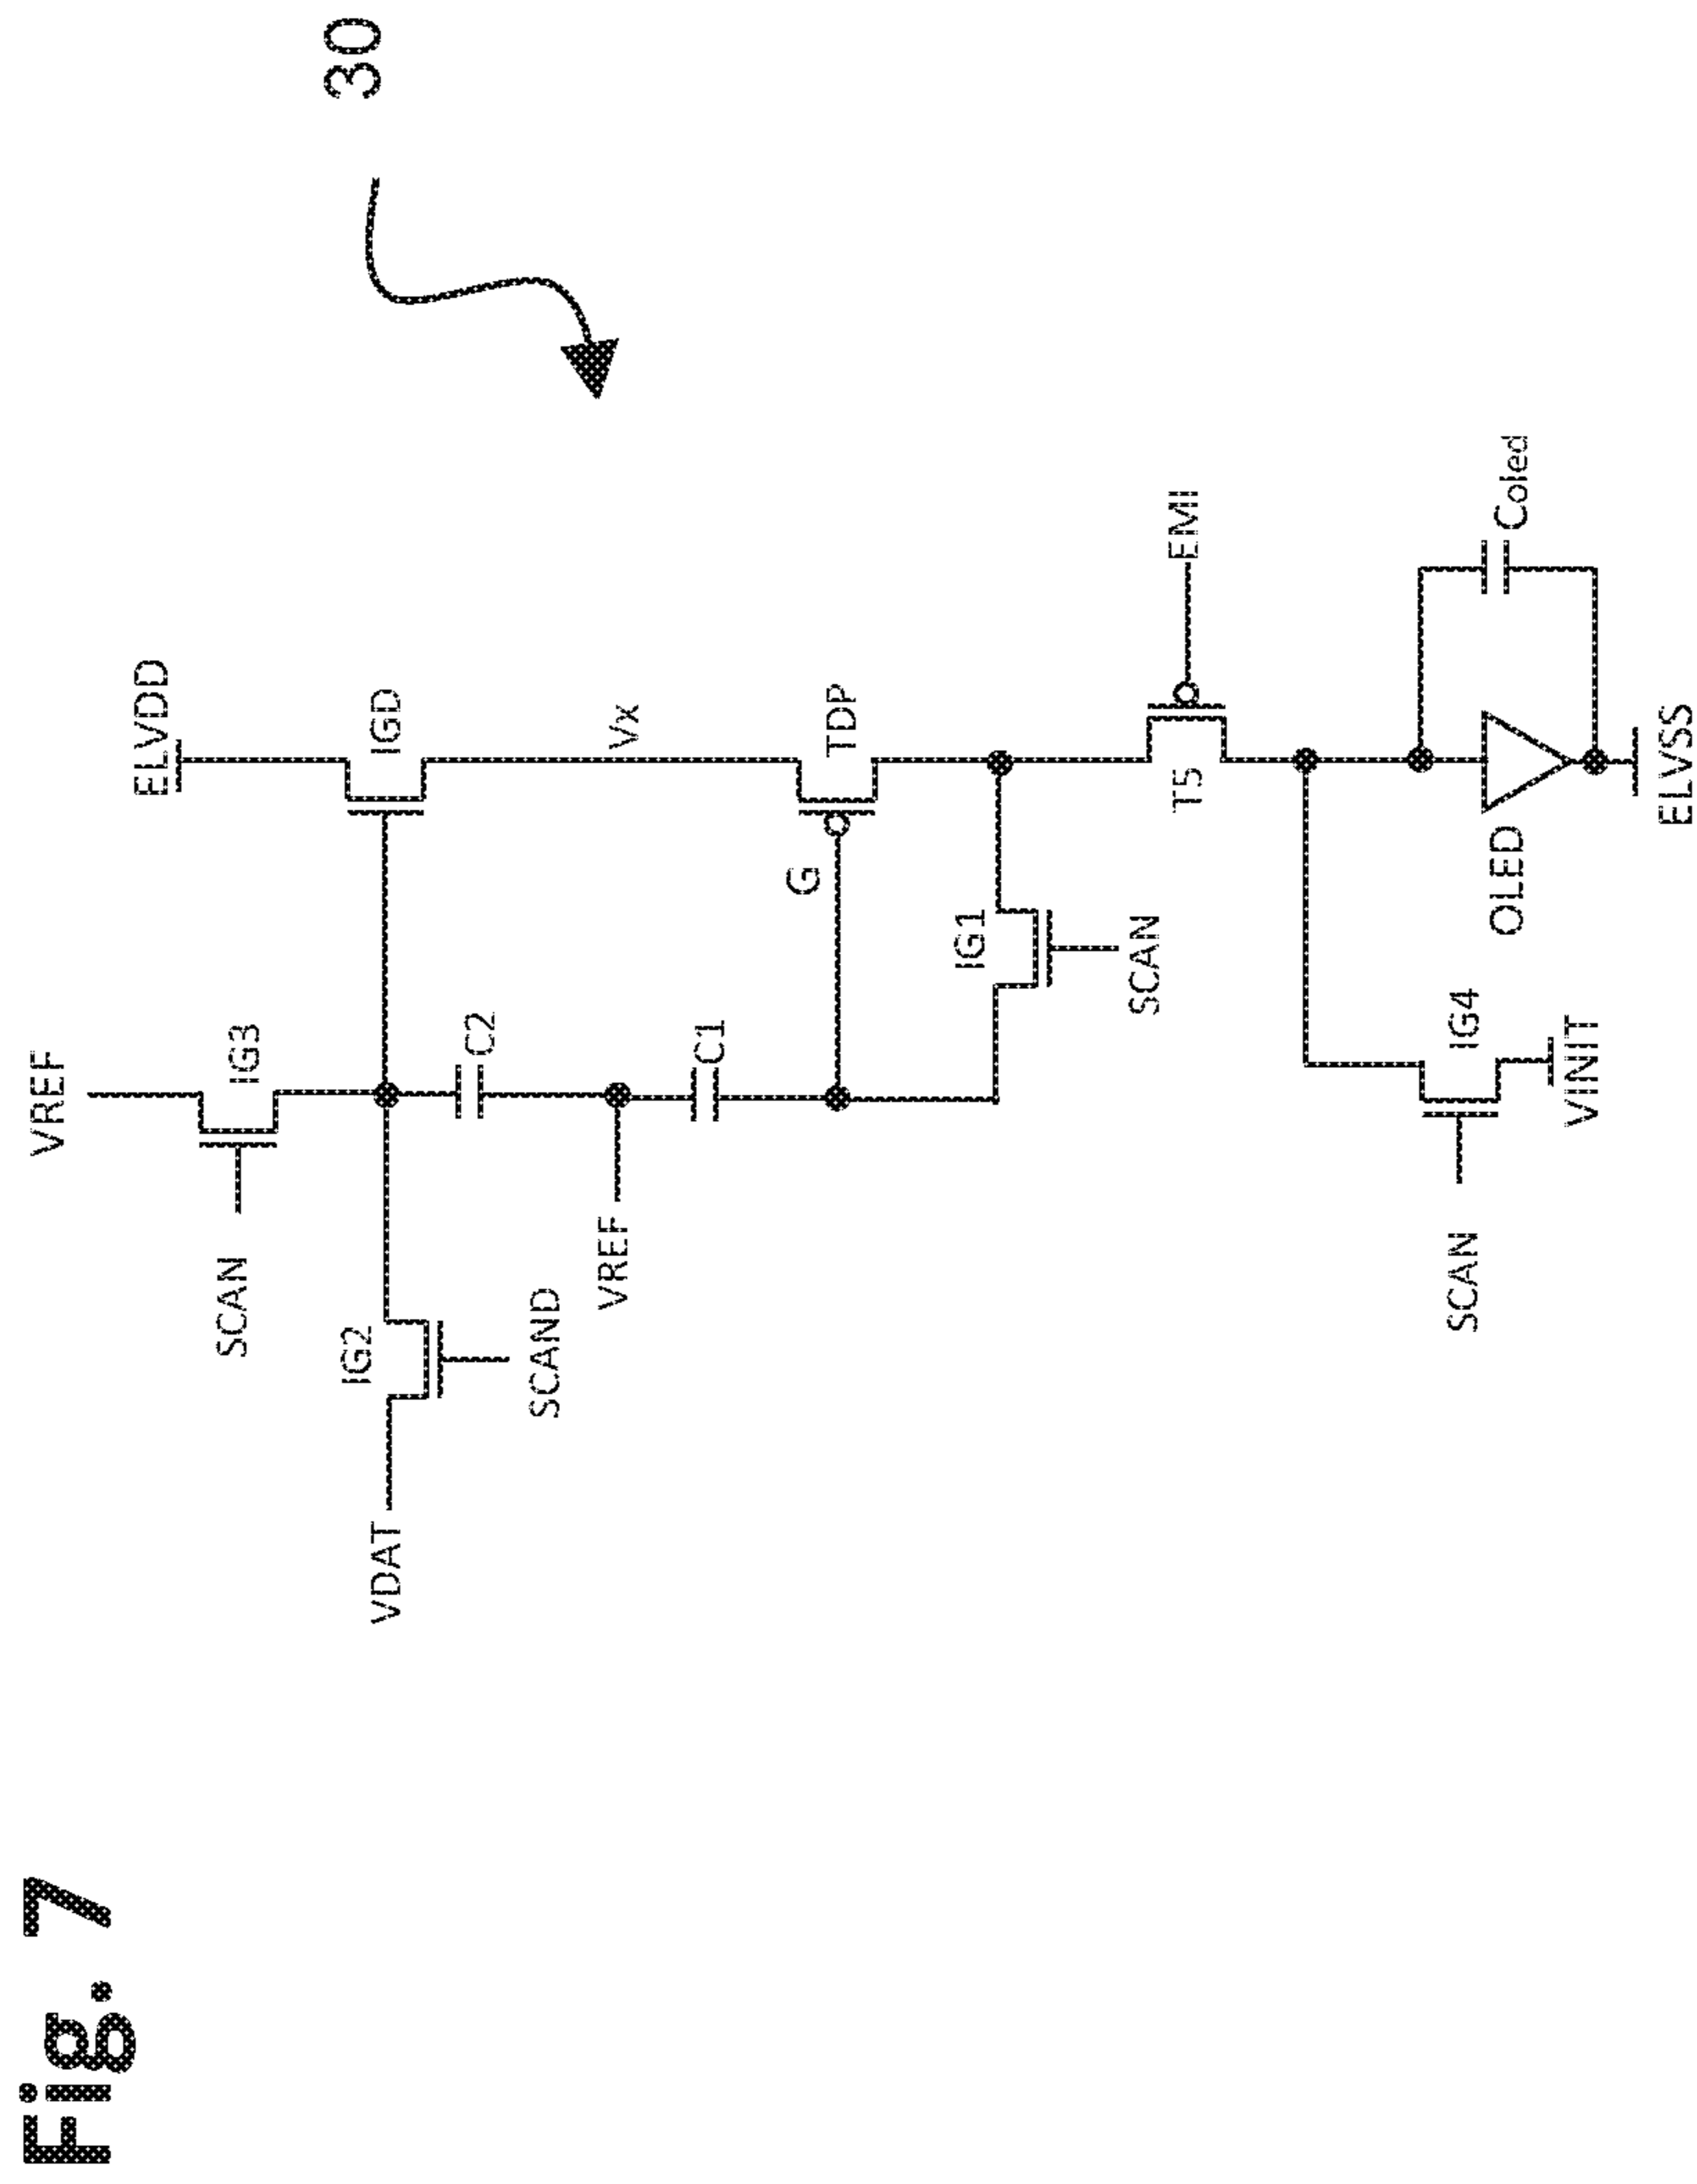 Fig. 7
30
VREF
ELVDD
SCAN
IG3
IGD
VDAT
IG2
C2
SCAND
VREF
Vx
C1
G
TDP
IG1
SCAN
T5
EMI
SCAN
IG4
OLED
Coled
VINIT
ELVSS